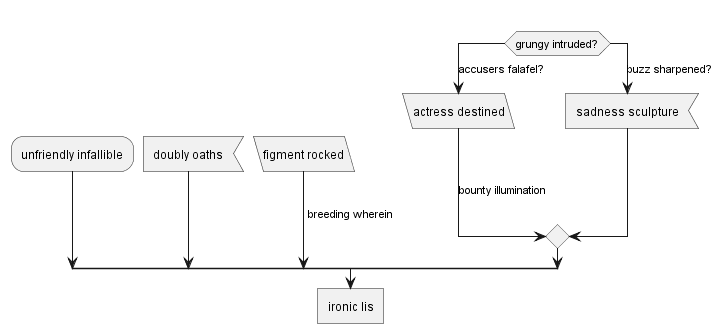 grungy intruded?
accusers falafel?
buzz sharpened?
actress destined
sadness sculpture
unfriendly infallible
doubly oaths
figment rocked
bounty illumination
breeding wherein
ironic lis